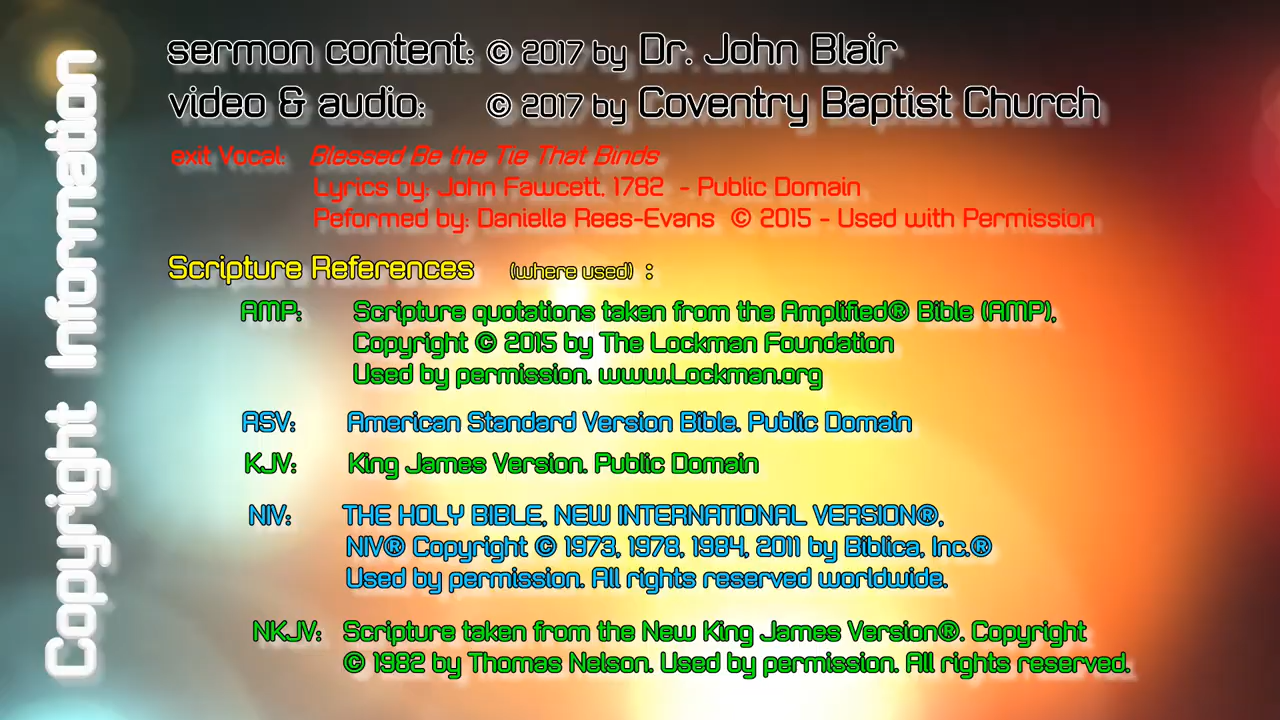 Copyright Information
sermon content: © 2017 by Dr. John Blair
video & audio: © 2017 by Coventry Baptist Church
exit Vocal: Blessed Be the Tie That Binds
Lyrics by: John Fawcett, 1782 - Public Domain
Peformed by: Daniella Rees-Evans © 2015 - Used with Permission
Scripture References (where used) :
AMP: Scripture quotations taken from the Amplified® Bible (AMP),
Copyright © 2015 by The Lockman Foundation
Used by permission. www.Lockman.org
ASV: American Standard Version Bible. Public Domain
KJV: King James Version. Public Domain
NIV: THE HOLY BIBLE, NEW INTERNATIONAL VERSION®,
NIV® Copyright © 1973, 1978, 1984, 2011 by Biblica, Inc.®
Used by permission. All rights reserved worldwide.
NKJV: Scripture taken from the New King James Version®. Copyright
© 1982 by Thomas Nelson. Used by permission. All rights reserved.